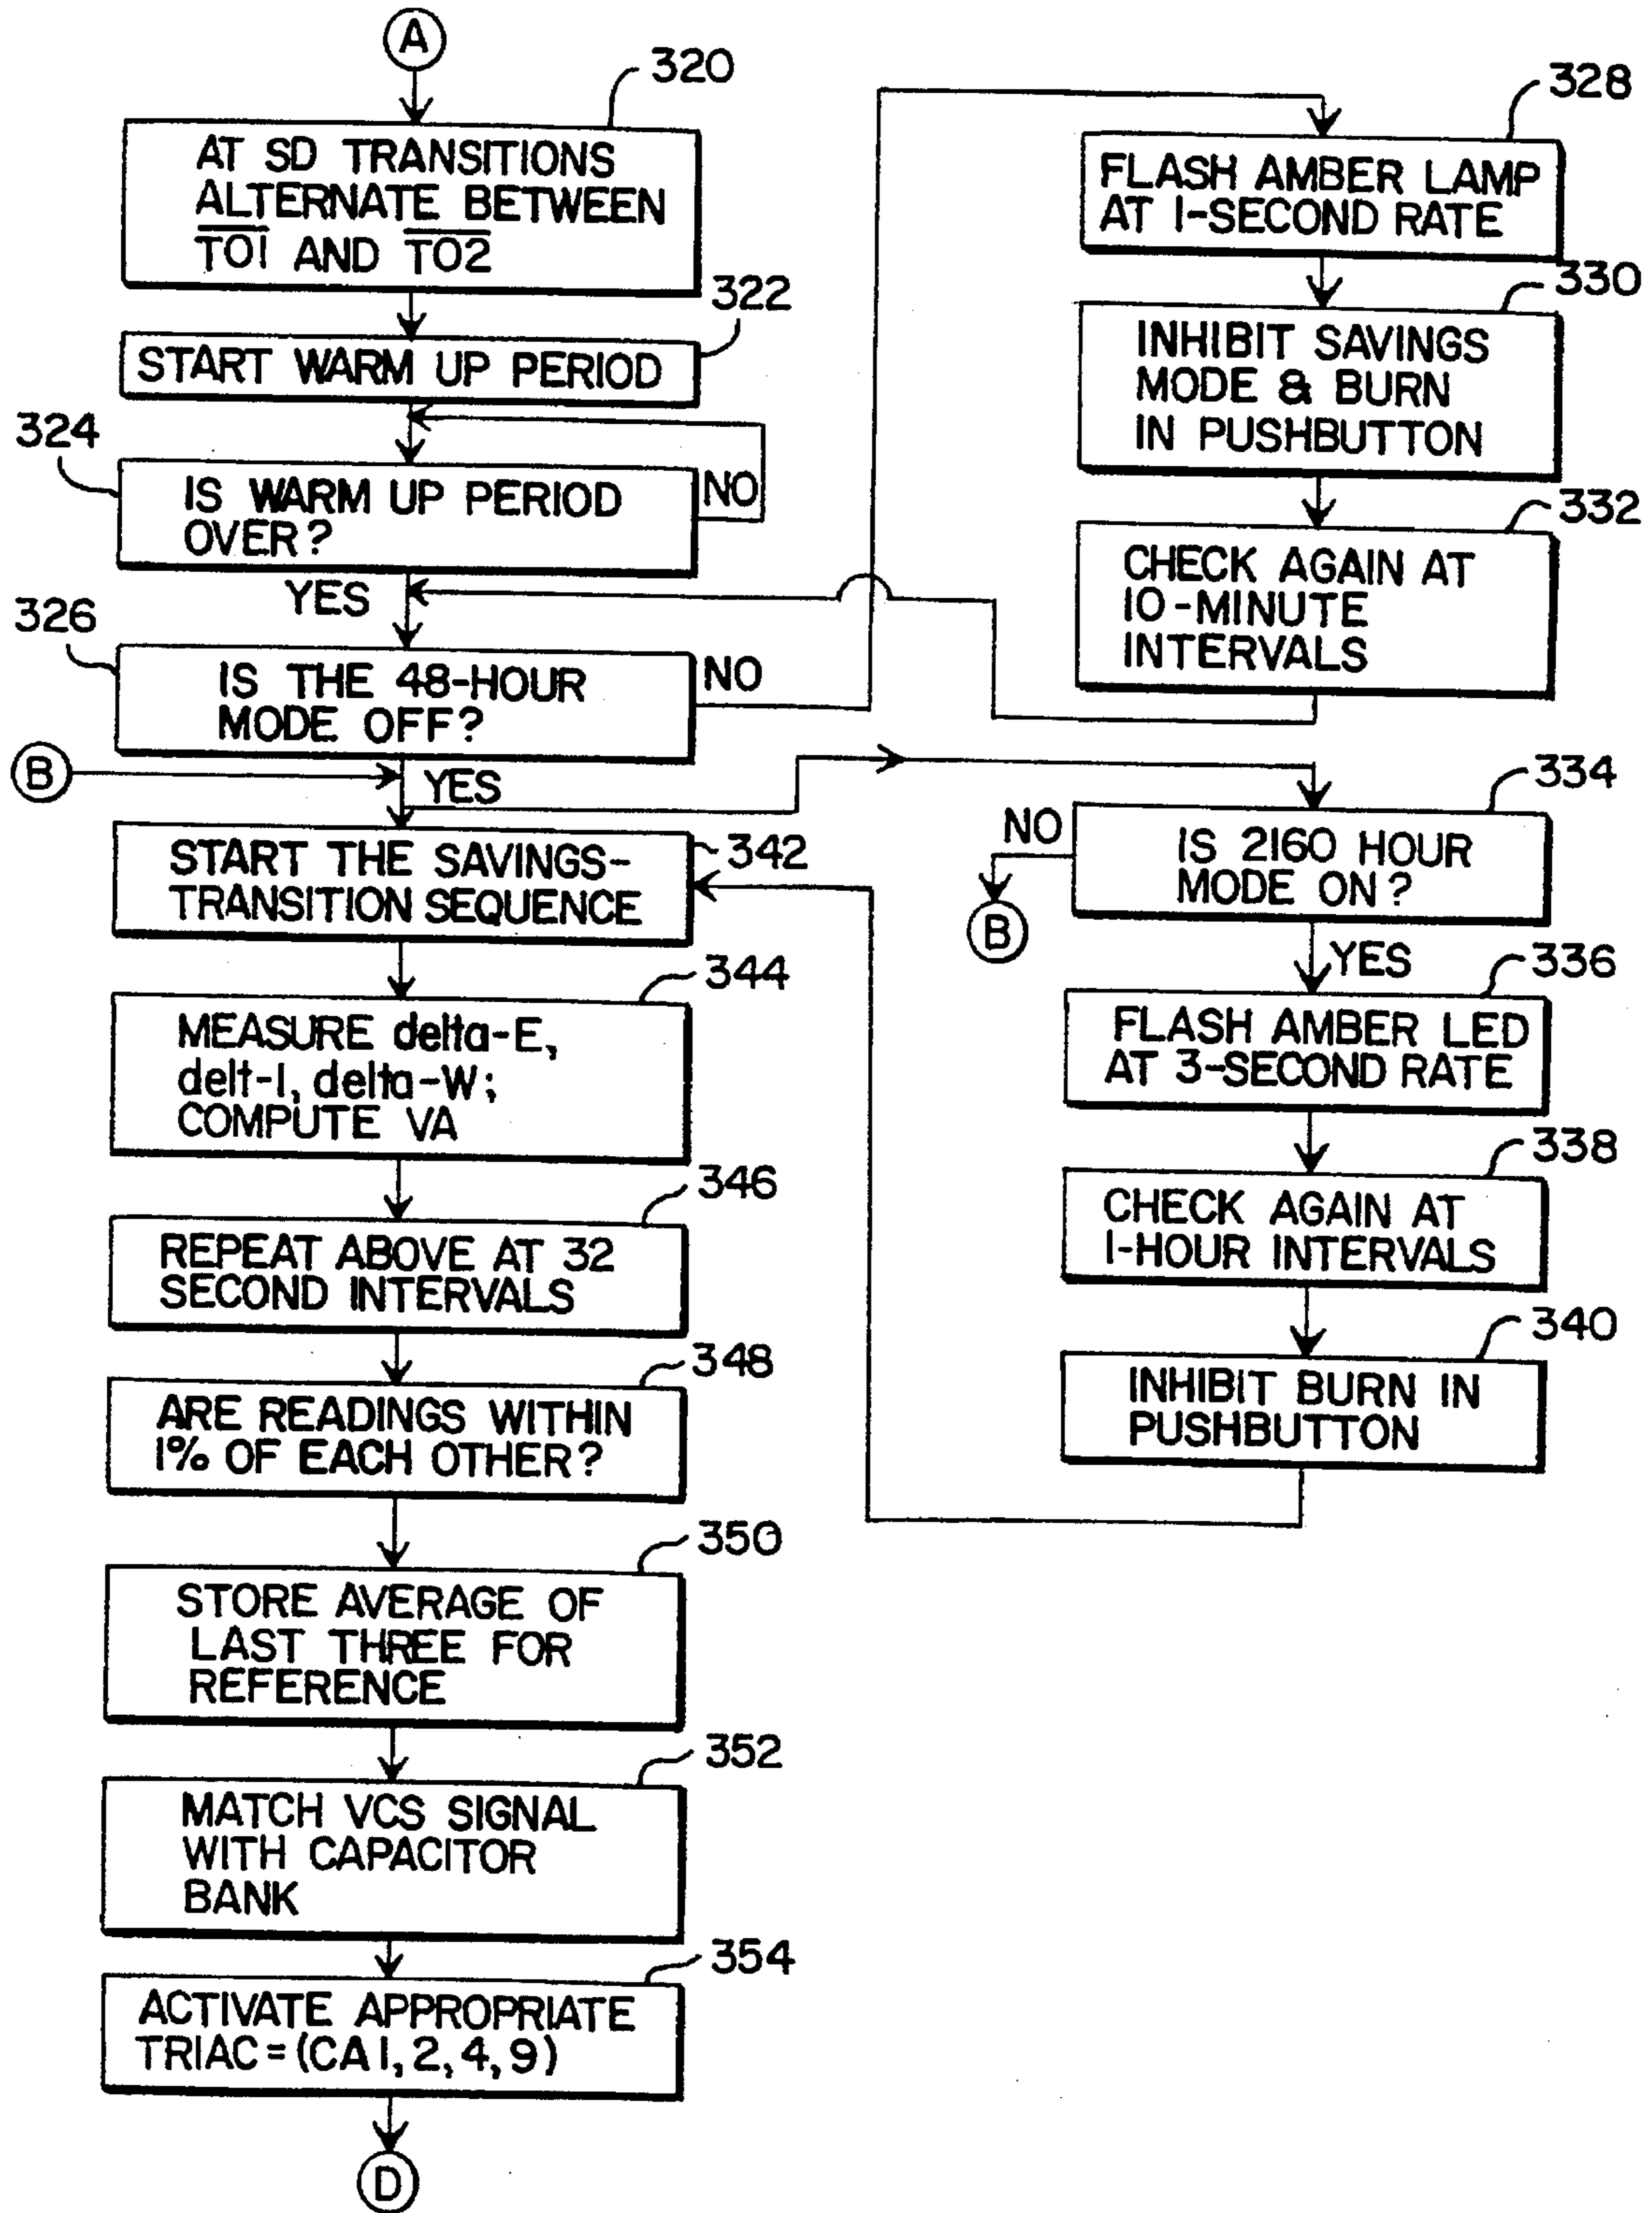 A
320
AT SD TRANSITIONS
ALTERNATE BETWEEN
T̅O̅1̅ AND T̅O̅2̅
322
START WARM UP PERIOD
324
IS WARM UP PERIOD
OVER?
NO
YES
326
IS THE 48-HOUR
MODE OFF?
NO
B
YES
328
FLASH AMBER LAMP
AT 1-SECOND RATE
330
INHIBIT SAVINGS
MODE & BURN
IN PUSHBUTTON
332
CHECK AGAIN AT
10-MINUTE
INTERVALS
334
IS 2160 HOUR
MODE ON?
NO
B
YES
336
FLASH AMBER LED
AT 3-SECOND RATE
338
CHECK AGAIN AT
1-HOUR INTERVALS
340
INHIBIT BURN IN
PUSHBUTTON
342
START THE SAVINGS-
TRANSITION SEQUENCE
344
MEASURE delta-E,
delt-I, delta-W;
COMPUTE VA
346
REPEAT ABOVE AT 32
SECOND INTERVALS
348
ARE READINGS WITHIN
1% OF EACH OTHER?
350
STORE AVERAGE OF
LAST THREE FOR
REFERENCE
352
MATCH VCS SIGNAL
WITH CAPACITOR
BANK
354
ACTIVATE APPROPRIATE
TRIAC = (CA1, 2, 4, 9)
D